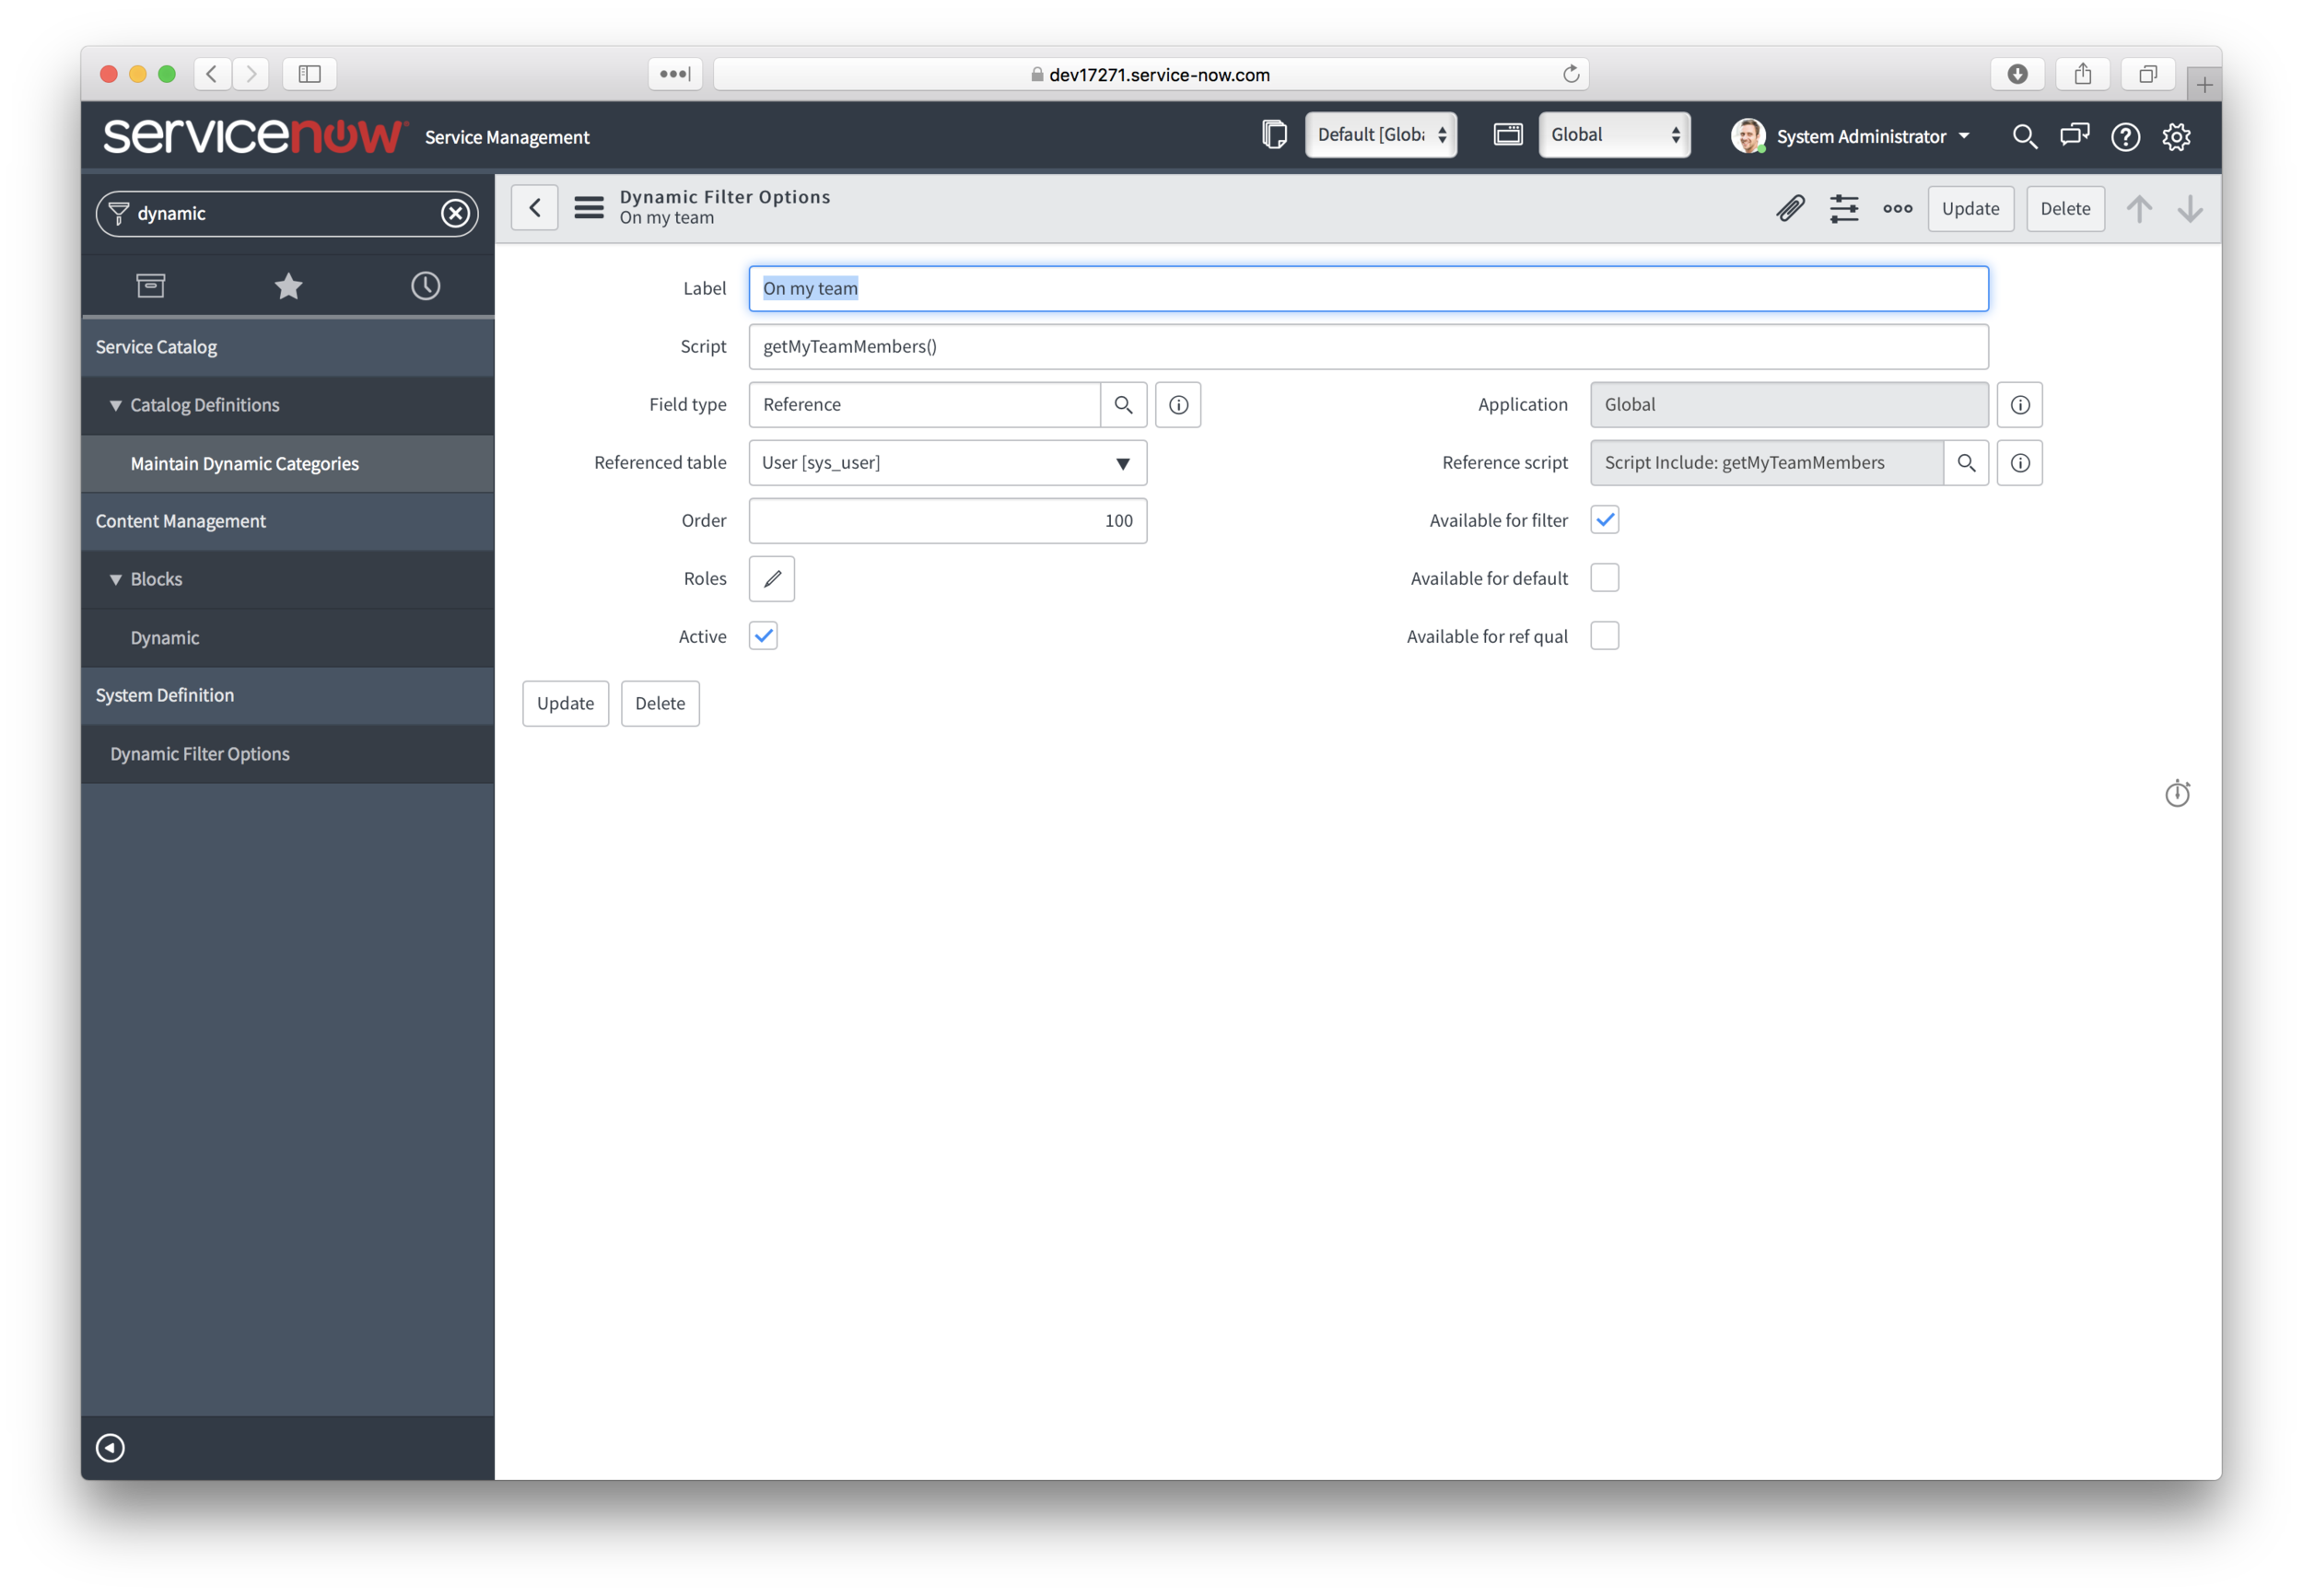 dev17271.service-now.com
servicenow Service Management Default [Globa Global System Administrator
dynamic
Dynamic Filter Options
On my team
Update Delete
Service Catalog
Catalog Definitions
Maintain Dynamic Categories
Content Management
Blocks
Dynamic
System Definition
Dynamic Filter Options
Label On my team
Script getMyTeamMembers()
Field type Reference Application Global
Referenced table User [sys_user] Reference script Script Include: getMyTeamMembers
Order 100 Available for filter
Roles Available for default
Active Available for ref qual
Update Delete